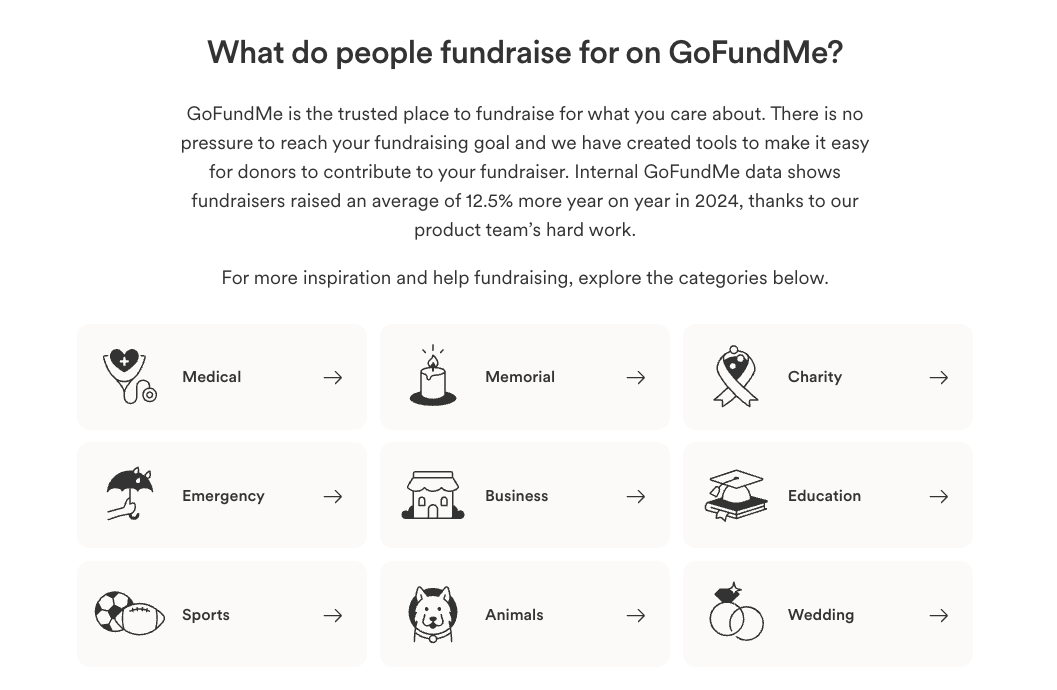 What do people fundraise for on GoFundMe?
GoFundMe is the trusted place to fundraise for what you care about. There is no
pressure to reach your fundraising goal and we have created tools to make it easy
for donors to contribute to your fundraiser. Internal GoFundMe data shows
fundraisers raised an average of 12.5% more year on year in 2024, thanks to our
product team’s hard work.
For more inspiration and help fundraising, explore the categories below.
Medical
Memorial
Charity
Emergency
Business
Education
Sports
Animals
Wedding